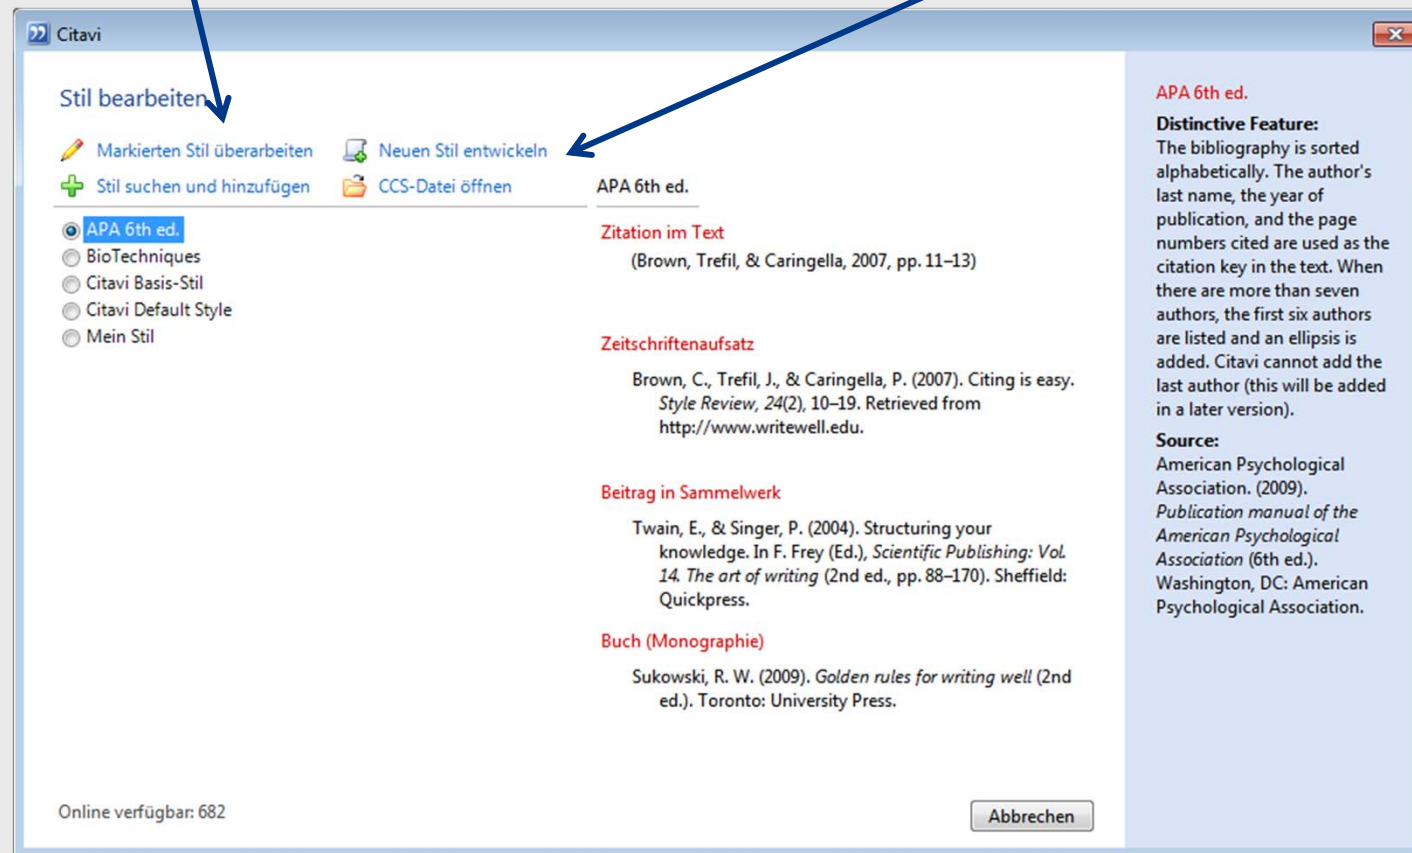 Citavi
Stil bearbeiten
Markierten Stil überarbeiten
Neuen Stil entwickeln
Stil suchen und hinzufügen
CCS-Datei öffnen
APA 6th ed.
BioTechniques
Citavi Basis-Stil
Citavi Default Style
Mein Stil
Online verfügbar: 682
APA 6th ed.
Zitation im Text
(Brown, Trefil, & Caringella, 2007, pp. 11–13)
Zeitschriftenaufsatz
Brown, C., Trefil, J., & Caringella, P. (2007). Citing is easy.
Style Review, 24(2), 10–19. Retrieved from
http://www.writewell.edu.
Beitrag in Sammelwerk
Twain, E., & Singer, P. (2004). Structuring your
knowledge. In F. Frey (Ed.), Scientific Publishing: Vol.
14. The art of writing (2nd ed., pp. 88–170). Sheffield:
Quickpress.
Buch (Monographie)
Sukowski, R. W. (2009). Golden rules for writing well (2nd
ed.). Toronto: University Press.
Abbrechen
APA 6th ed.
Distinctive Feature:
The bibliography is sorted
alphabetically. The author's
last name, the year of
publication, and the page
numbers cited are used as the
citation key in the text. When
there are more than seven
authors, the first six authors
are listed and an ellipsis is
added. Citavi cannot add the
last author (this will be added
in a later version).
Source:
American Psychological
Association. (2009).
Publication manual of the
American Psychological
Association (6th ed.).
Washington, DC: American
Psychological Association.